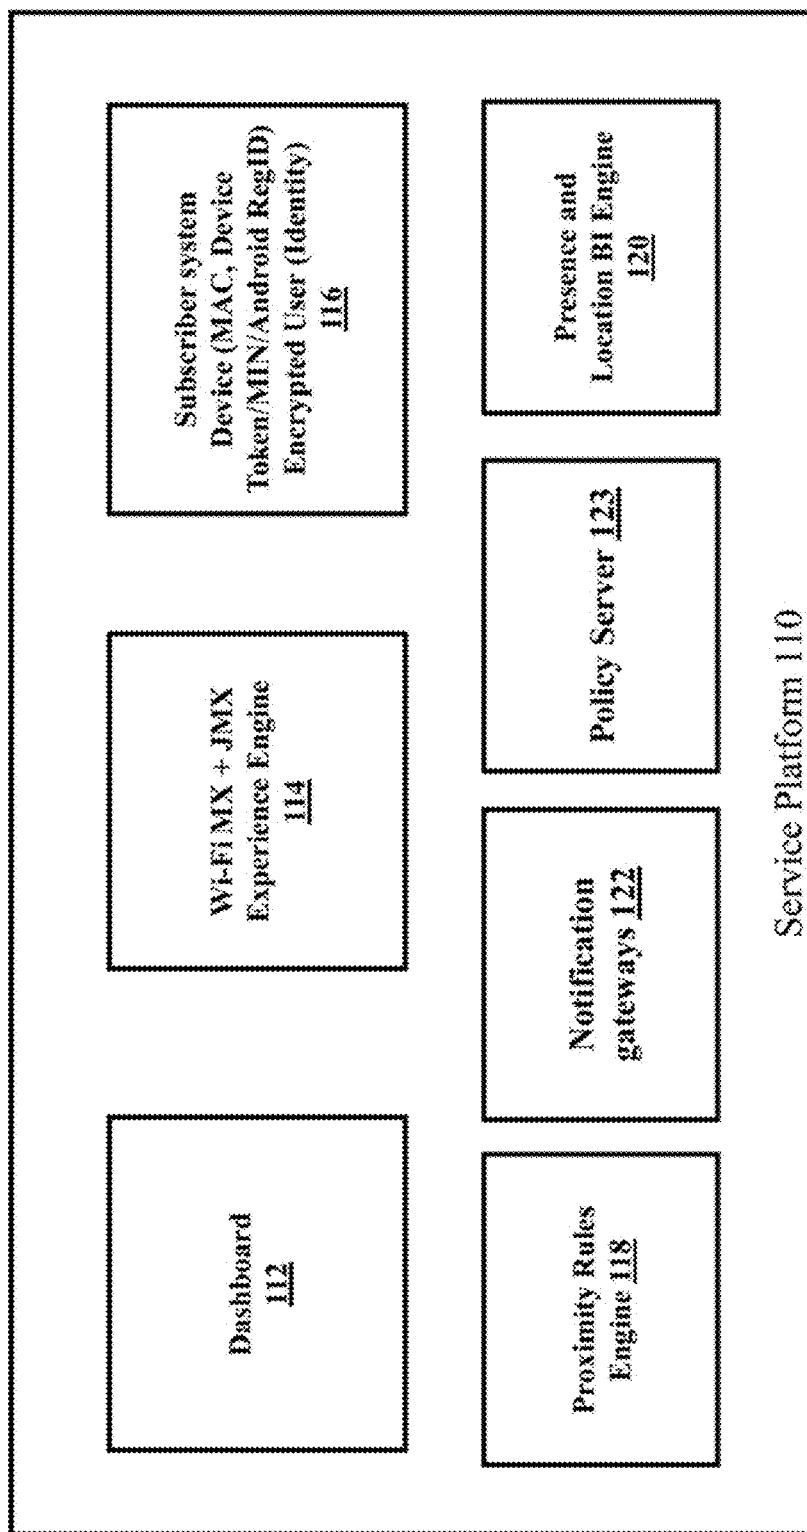 Dashboard
112
Wi-Fi MX + JMX
Experience Engine
114
Subscriber system
Device (MAC, Device
Token/MIN/Android RegID)
Encrypted User (Identity)
116
Proximity Rules
Engine 118
Notification
gateways 122
Policy Server 123
Presence and
Location BI Engine
120
Service Platform 110